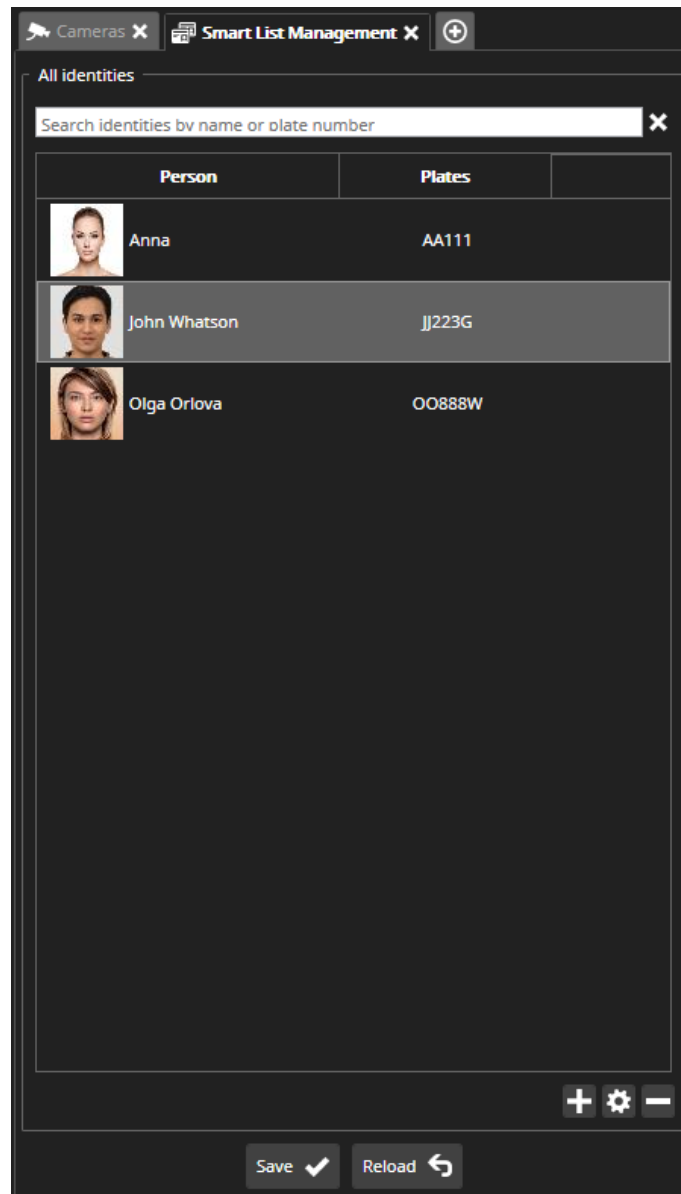 Cameras Smart List Management
All identities
Search identities by name or plate number
Person Plates
Anna AA111
John Whatson JJ223G
Olga Orlova OO888W
Save Reload